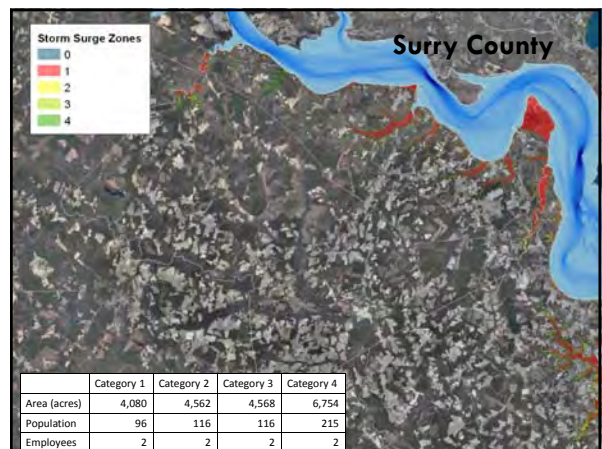 Surry County
Storm Surge Zones
0
1
2
3
4
Category 1 Category 2 Category 3 Category 4
Area (acres) 4,080 4,562 4,568 6,754
Population 96 116 116 215
Employees 2 2 2 2